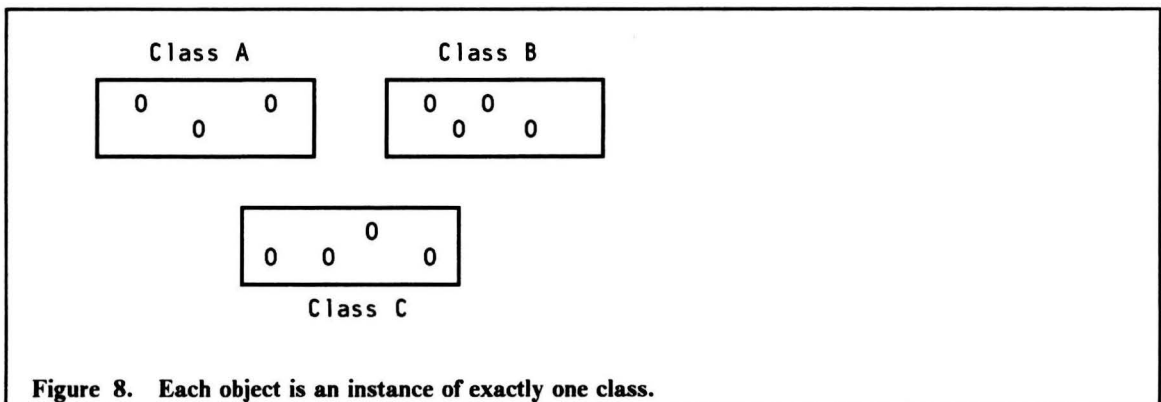 Class A Class B
0 0 0 0
0 0 0
0
0 0 0
Class C
Figure 8. Each object is an instance of exactly one class.